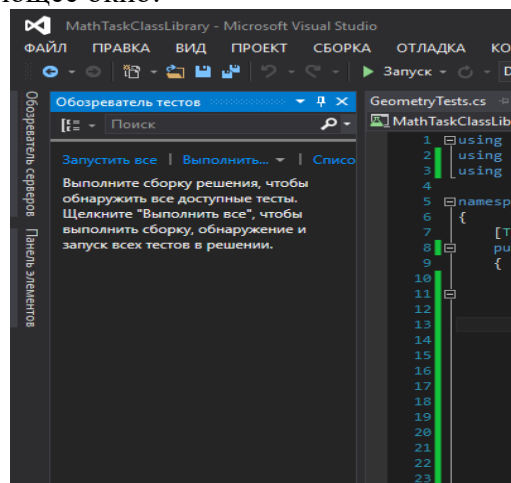 ющее окно:
MathTaskClassLibrary - Microsoft Visual Studio
ФАЙЛ ПРАВКА ВИД ПРОЕКТ СБОРКА ОТЛАДКА КО
Запуск D
Обозреватель серверов
Панель элементов
Обозреватель тестов
Поиск
Запустить все | Выполнить... | Списо
Выполните сборку решения, чтобы
обнаружить все доступные тесты.
Щелкните "Выполнить все", чтобы
выполнить сборку, обнаружение и
запуск всех тестов в решении.
GeometryTests.cs
MathTaskClassLib
1 using
2 using
3 using
4
5 namesp
6 {
7 [T
8 pu
9 {
10
11
12
13
14
15
16
17
18
19
20
21
22
23